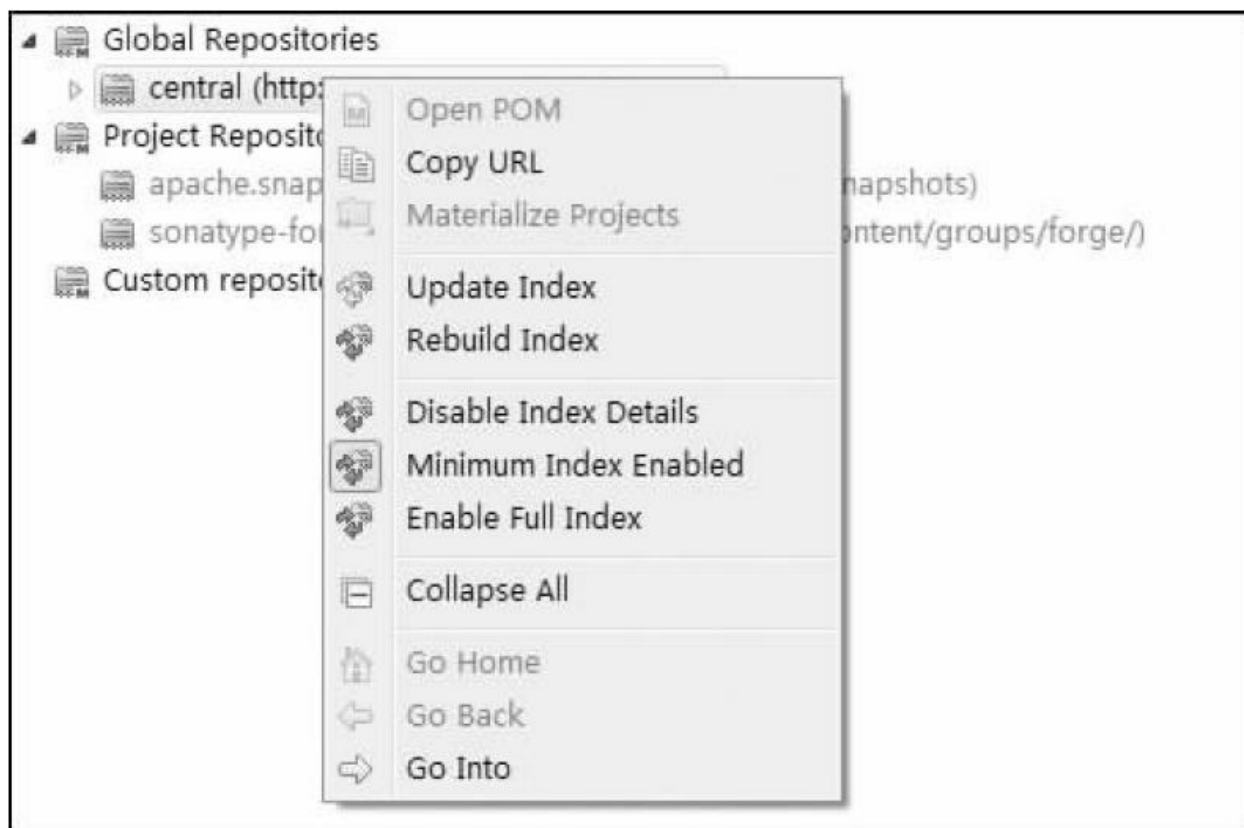 Global Repositories
central (http:
Project Reposit
apache.snap
napshots)
sonatype-for
ntent/groups/forge/)
Custom reposit
Open POM
Copy URL
Materialize Projects
Update Index
Rebuild Index
Disable Index Details
Minimum Index Enabled
Enable Full Index
Collapse All
Go Home
Go Back
Go Into